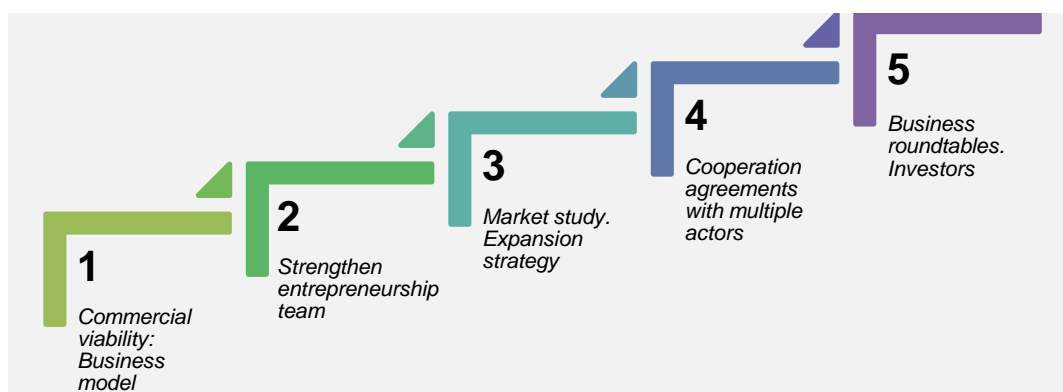 1
Commercial
viability:
Business
model
2
Strengthen
entrepreneurship
team
3
Market study.
Expansion
strategy
4
Cooperation
agreements
with multiple
actors
5
Business
roundtables.
Investors